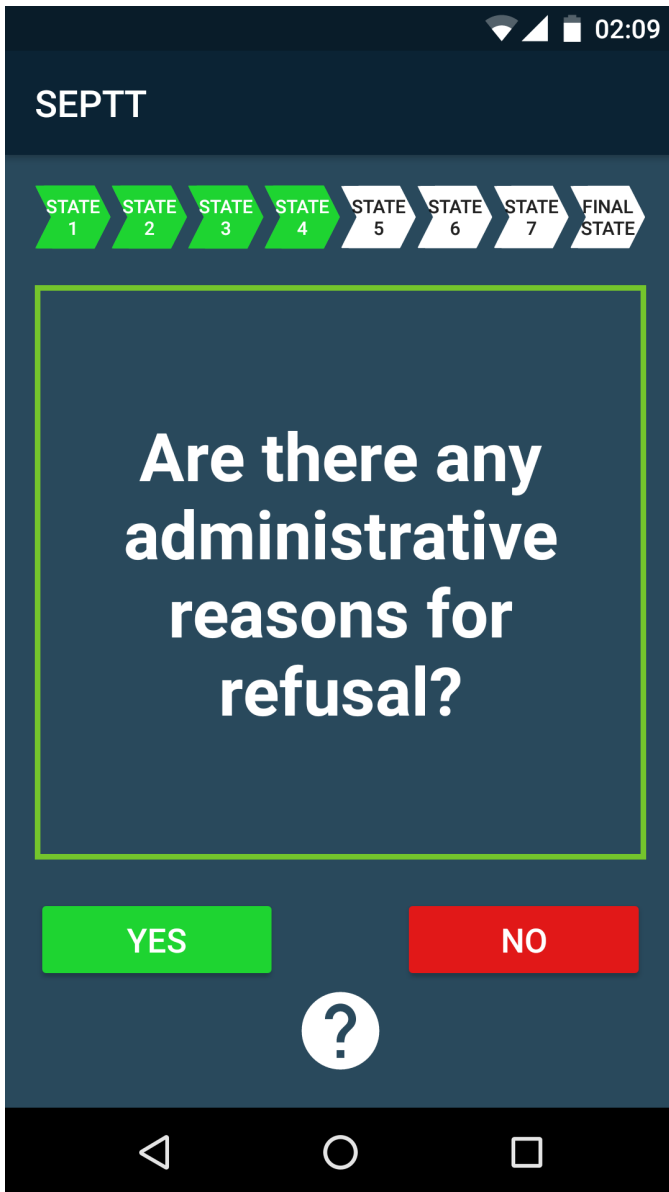 02:09
SEPTT
STATE 1
STATE 2
STATE 3
STATE 4
STATE 5
STATE 6
STATE 7
FINAL STATE
Are there any
administrative
reasons for
refusal?
YES
NO
?